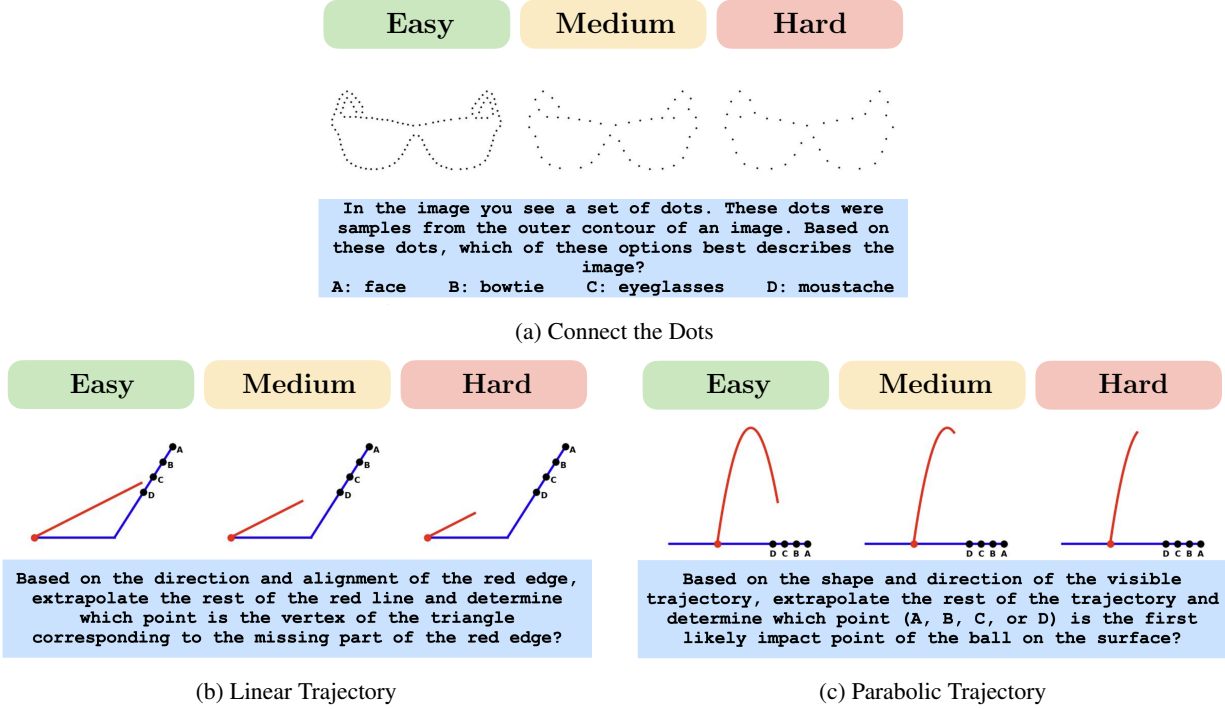 Easy
Medium
Hard
In the image you see a set of dots. These dots were
samples from the outer contour of an image. Based on
these dots, which of these options best describes the
image?
A: face B: bowtie C: eyeglasses D: moustache
(a) Connect the Dots
Easy
Medium
Hard
A
B
C
D
A
B
C
D
A
B
C
D
Based on the direction and alignment of the red edge,
extrapolate the rest of the red line and determine
which point is the vertex of the triangle
corresponding to the missing part of the red edge?
(b) Linear Trajectory
Easy
Medium
Hard
D C B A
D C B A
D C B A
Based on the shape and direction of the visible
trajectory, extrapolate the rest of the trajectory and
determine which point (A, B, C, or D) is the first
likely impact point of the ball on the surface?
(c) Parabolic Trajectory